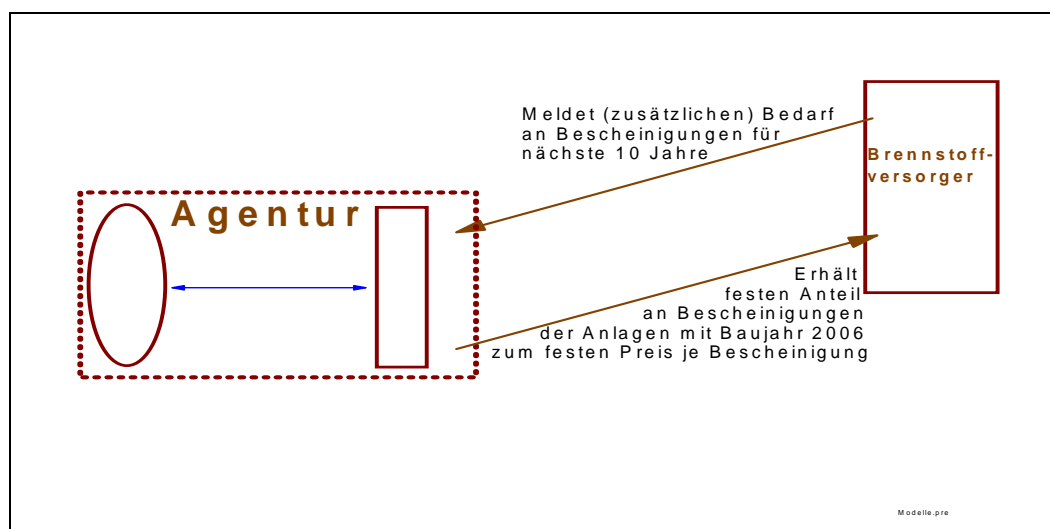 Meldet (zusätzlichen) Bedarf
an Bescheinigungen für
nächste 10 Jahre
Brennstoff-
versorger
Agentur
Erhält
festen Anteil
an Bescheinigungen
der Anlagen mit Baujahr 2006
zum festen Preis je Bescheinigung
Modelle.pre